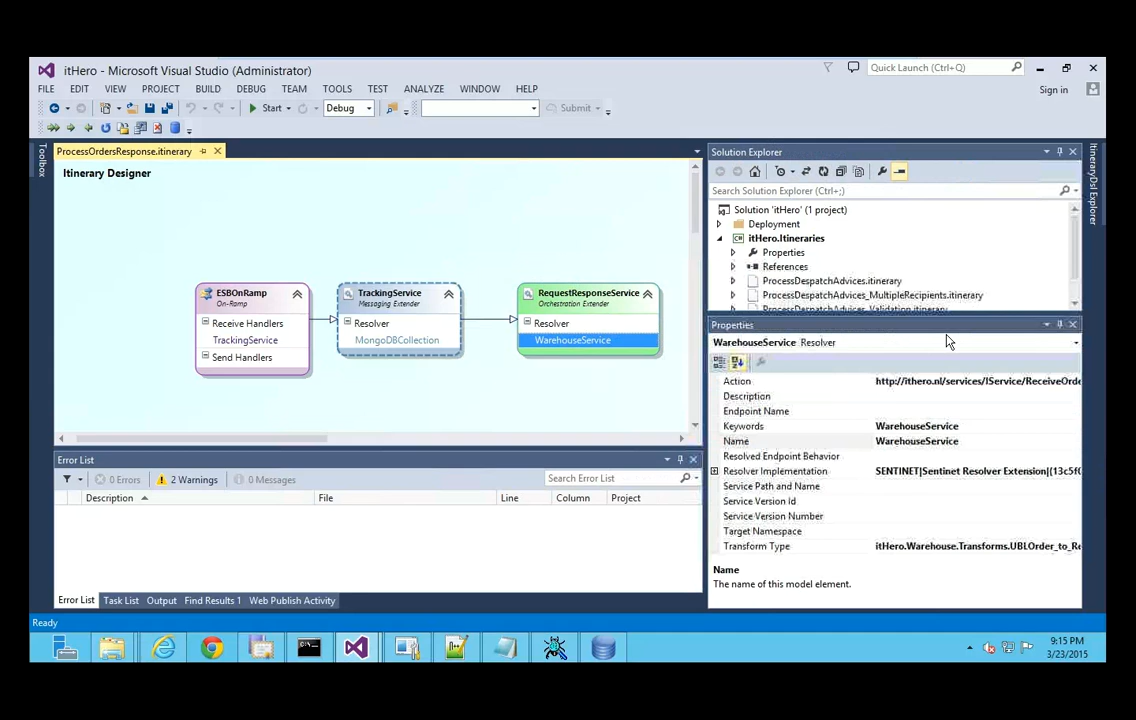 itHero - Microsoft Visual Studio (Administrator)
Quick Launch (Ctrl+Q)
FILE EDIT VIEW PROJECT BUILD DEBUG TEAM TOOLS TEST ANALYZE WINDOW HELP
Sign in
Start
Debug
Submit
Toolbox
ProcessOrdersResponse.itinerary
Itinerary Designer
ESBOnRamp
On-Ramp
Receive Handlers
TrackingService
Send Handlers
TrackingService
Messaging Extender
Resolver
MongoDBCollection
RequestResponseService
Orchestration Extender
Resolver
WarehouseService
Solution Explorer
Search Solution Explorer (Ctrl+;)
Solution 'itHero' (1 project)
Deployment
itHero.Itineraries
Properties
References
ProcessDespatchAdvices.itinerary
ProcessDespatchAdvices_MultipleRecipients.itinerary
ProcessDespatchAdvices_Validation.itinerary
ItineraryDsl Explorer
Properties
WarehouseService Resolver
Action http://ithero.nl/services/IService/ReceiveOrde
Description
Endpoint Name
Keywords WarehouseService
Name WarehouseService
Resolved Endpoint Behavior
Resolver Implementation SENTINET|Sentinet Resolver Extension|{13c5f
Service Path and Name
Service Version Id
Service Version Number
Target Namespace
Transform Type itHero.Warehouse.Transforms.UBLOrder_to_Re
Name
The name of this model element.
Error List
0 Errors
2 Warnings
0 Messages
Search Error List
Description File Line Column Project
Error List Task List Output Find Results 1 Web Publish Activity
Ready
9:15 PM
3/23/2015